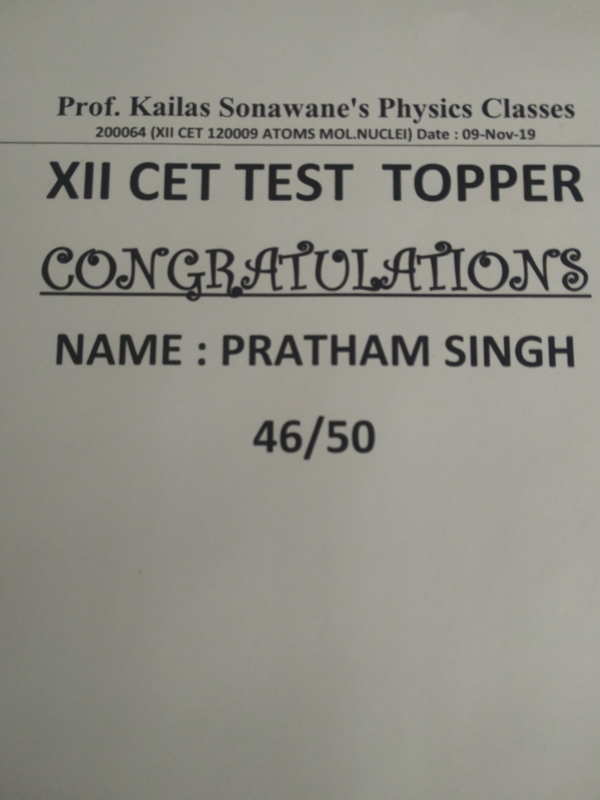 Prof. Kailas Sonawane's Physics Classes
200064 (XII CET 120009 ATOMS MOL.NUCLEI) Date : 09-Nov-19
XII CET TEST TOPPER
CONGRATULATIONS
NAME : PRATHAM SINGH
46/50